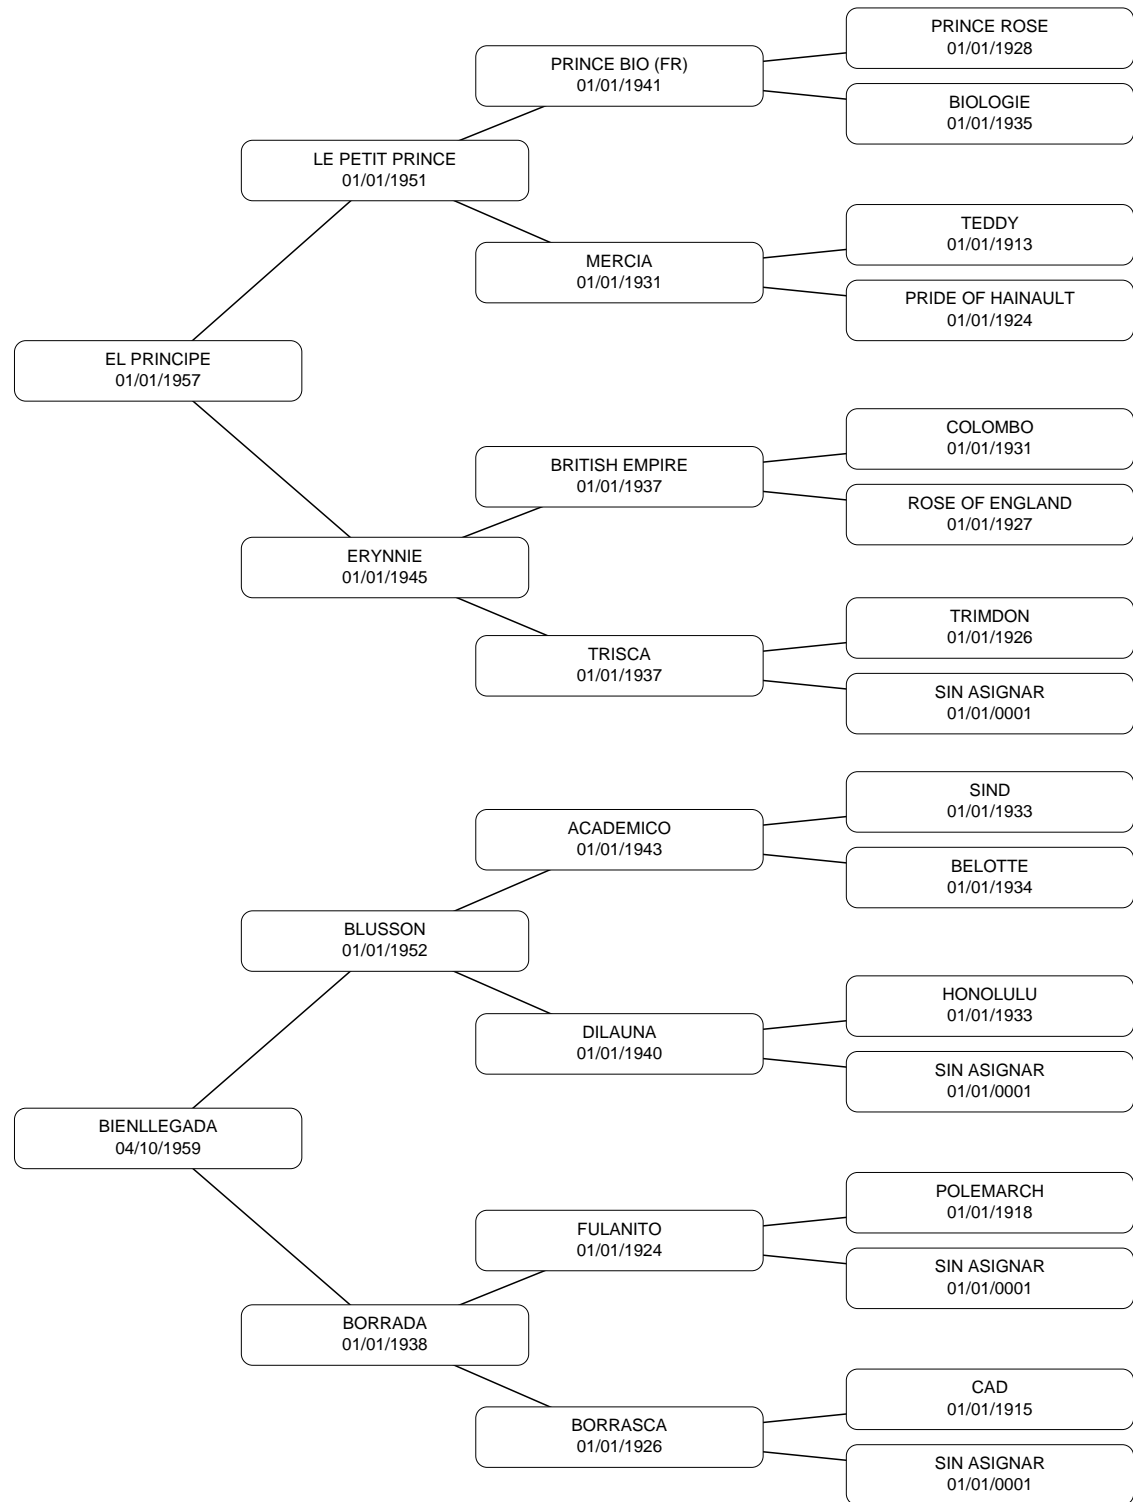 PRINCE ROSE
01/01/1928
PRINCE BIO (FR)
01/01/1941
BIOLOGIE
01/01/1935
LE PETIT PRINCE
01/01/1951
TEDDY
01/01/1913
MERCIA
01/01/1931
PRIDE OF HAINAULT
01/01/1924
EL PRINCIPE
01/01/1957
COLOMBO
01/01/1931
BRITISH EMPIRE
01/01/1937
ROSE OF ENGLAND
01/01/1927
ERYNNIE
01/01/1945
TRIMDON
01/01/1926
TRISCA
01/01/1937
SIN ASIGNAR
01/01/0001
SIND
01/01/1933
ACADEMICO
01/01/1943
BELOTTE
01/01/1934
BLUSSON
01/01/1952
HONOLULU
01/01/1933
DILAUNA
01/01/1940
SIN ASIGNAR
01/01/0001
BIENLLEGADA
04/10/1959
POLEMARCH
01/01/1918
FULANITO
01/01/1924
SIN ASIGNAR
01/01/0001
BORRADA
01/01/1938
CAD
01/01/1915
BORRASCA
01/01/1926
SIN ASIGNAR
01/01/0001